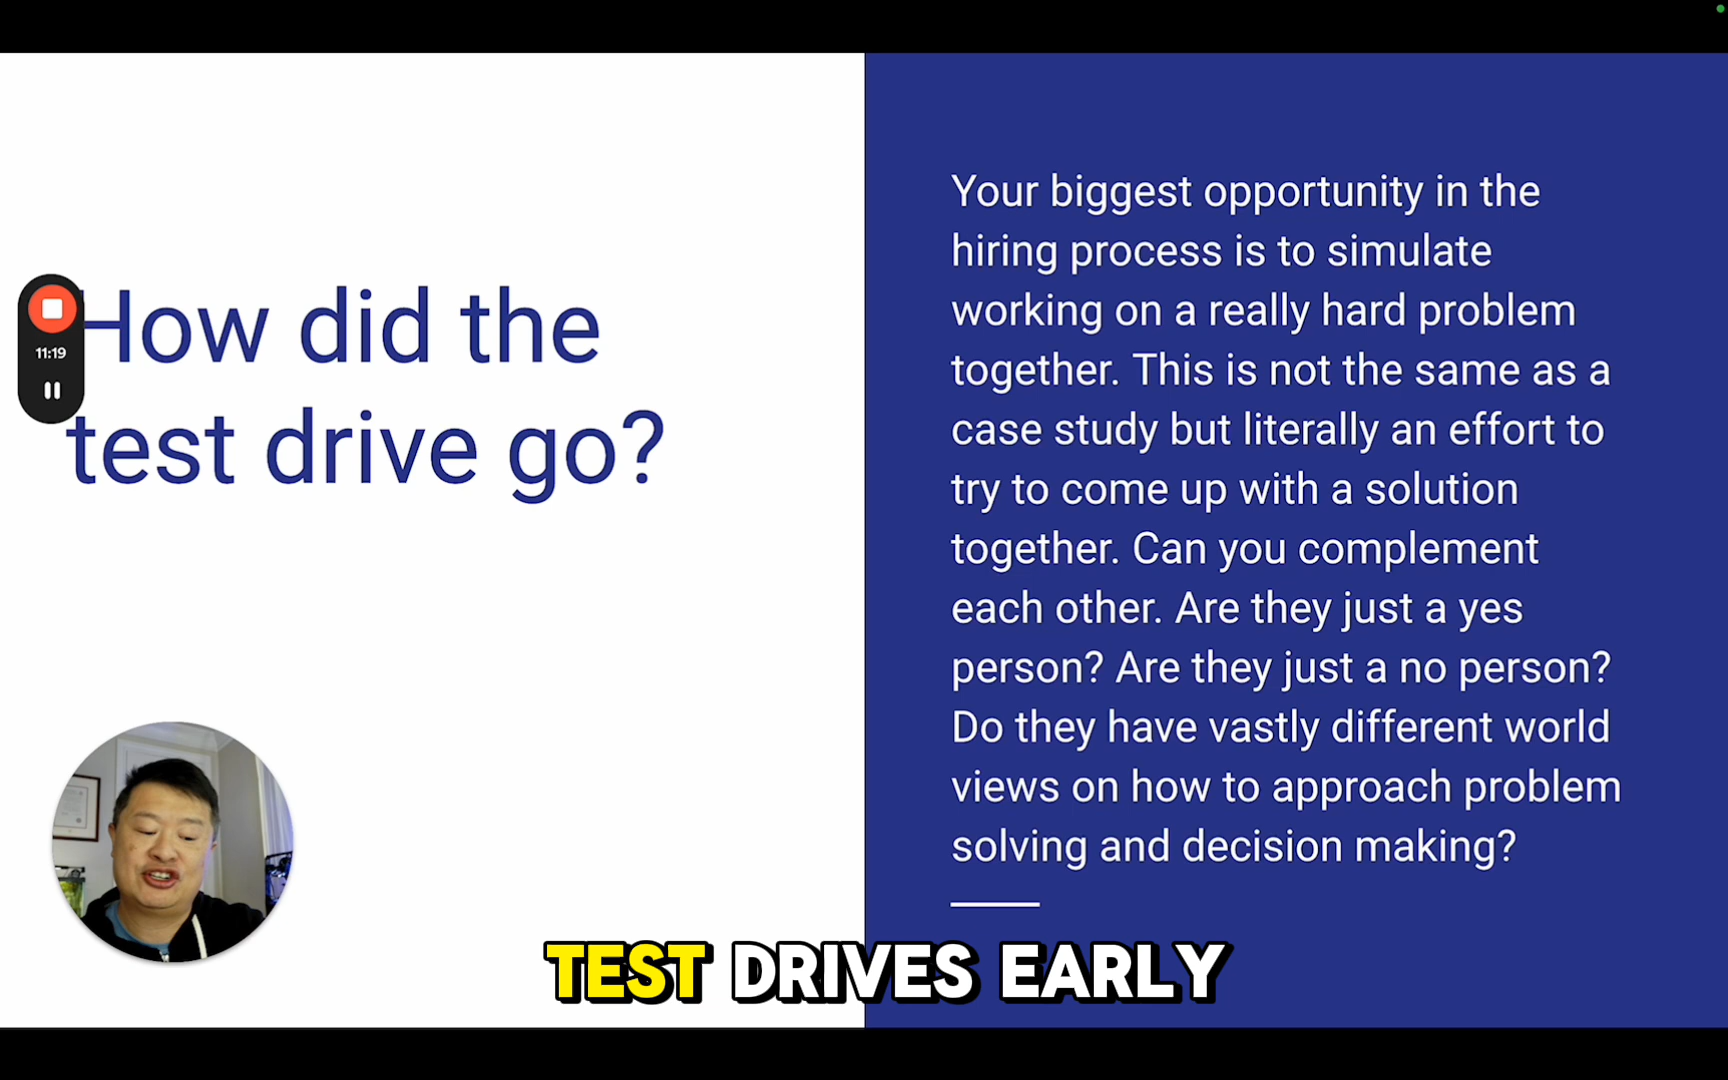 How did the
test drive go?
11:19
Your biggest opportunity in the
hiring process is to simulate
working on a really hard problem
together. This is not the same as a
case study but literally an effort to
try to come up with a solution
together. Can you complement
each other. Are they just a yes
person? Are they just a no person?
Do they have vastly different world
views on how to approach problem
solving and decision making?
TEST DRIVES EARLY